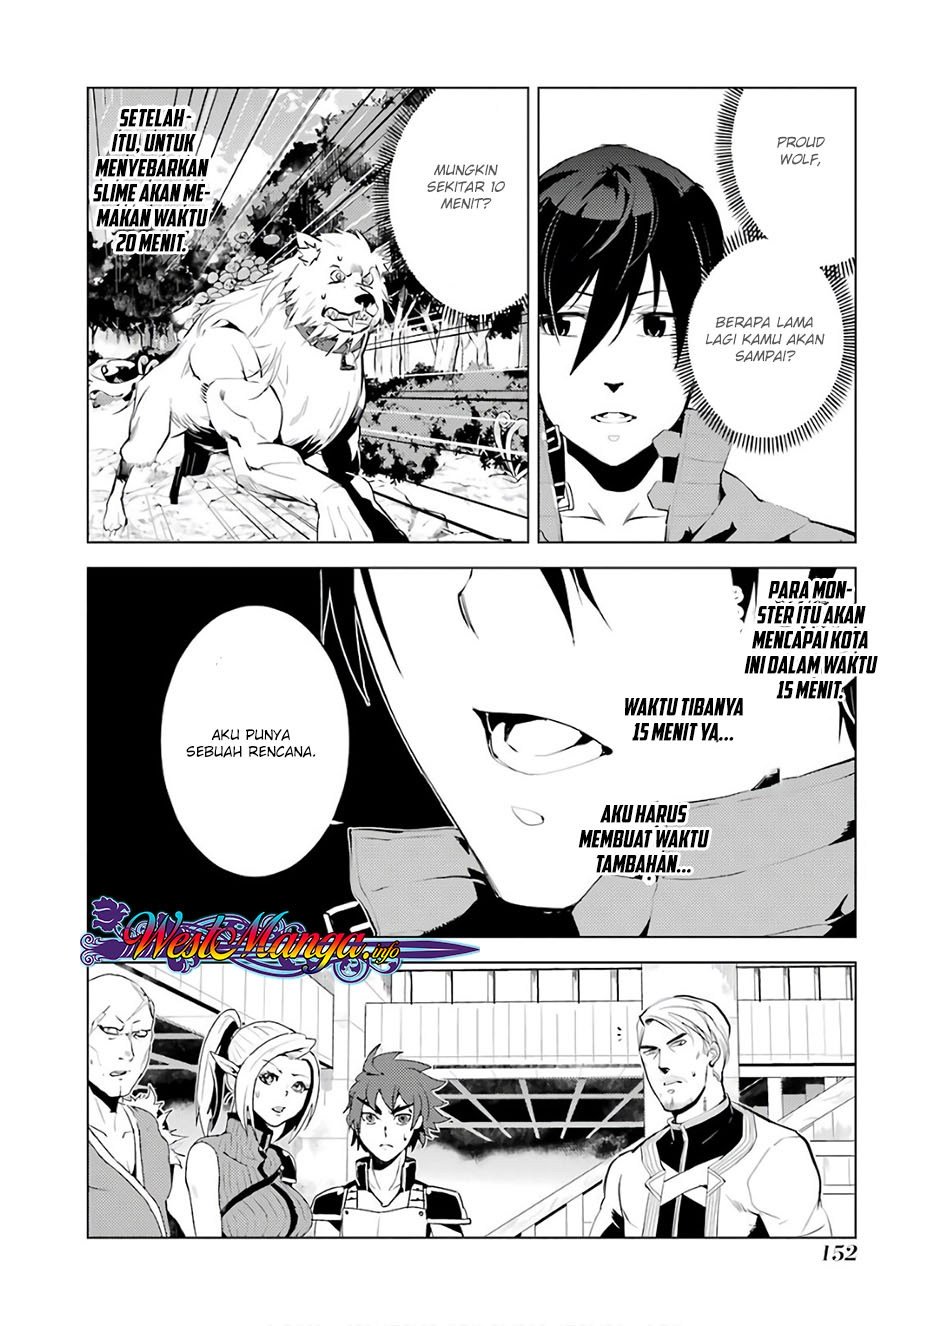 PROUD
WOLF,
BERAPA LAMA
LAGI KAMU AKAN
SAMPAI?
MUNGKIN
SEKITAR 10
MENIT?
SETELAH-
ITU, UNTUK
MENYEBARKAN
SLIME AKAN ME-
MAKAN WAKTU
20 MENIT.
PARA MON-
STER ITU AKAN
MENCAPAI KOTA
INI DALAM WAKTU
15 MENIT.
WAKTU TIBANYA
15 MENIT YA...
AKU HARUS
MEMBUAT WAKTU
TAMBAHAN...
AKU PUNYA
SEBUAH RENCANA.
WestManga.info
152